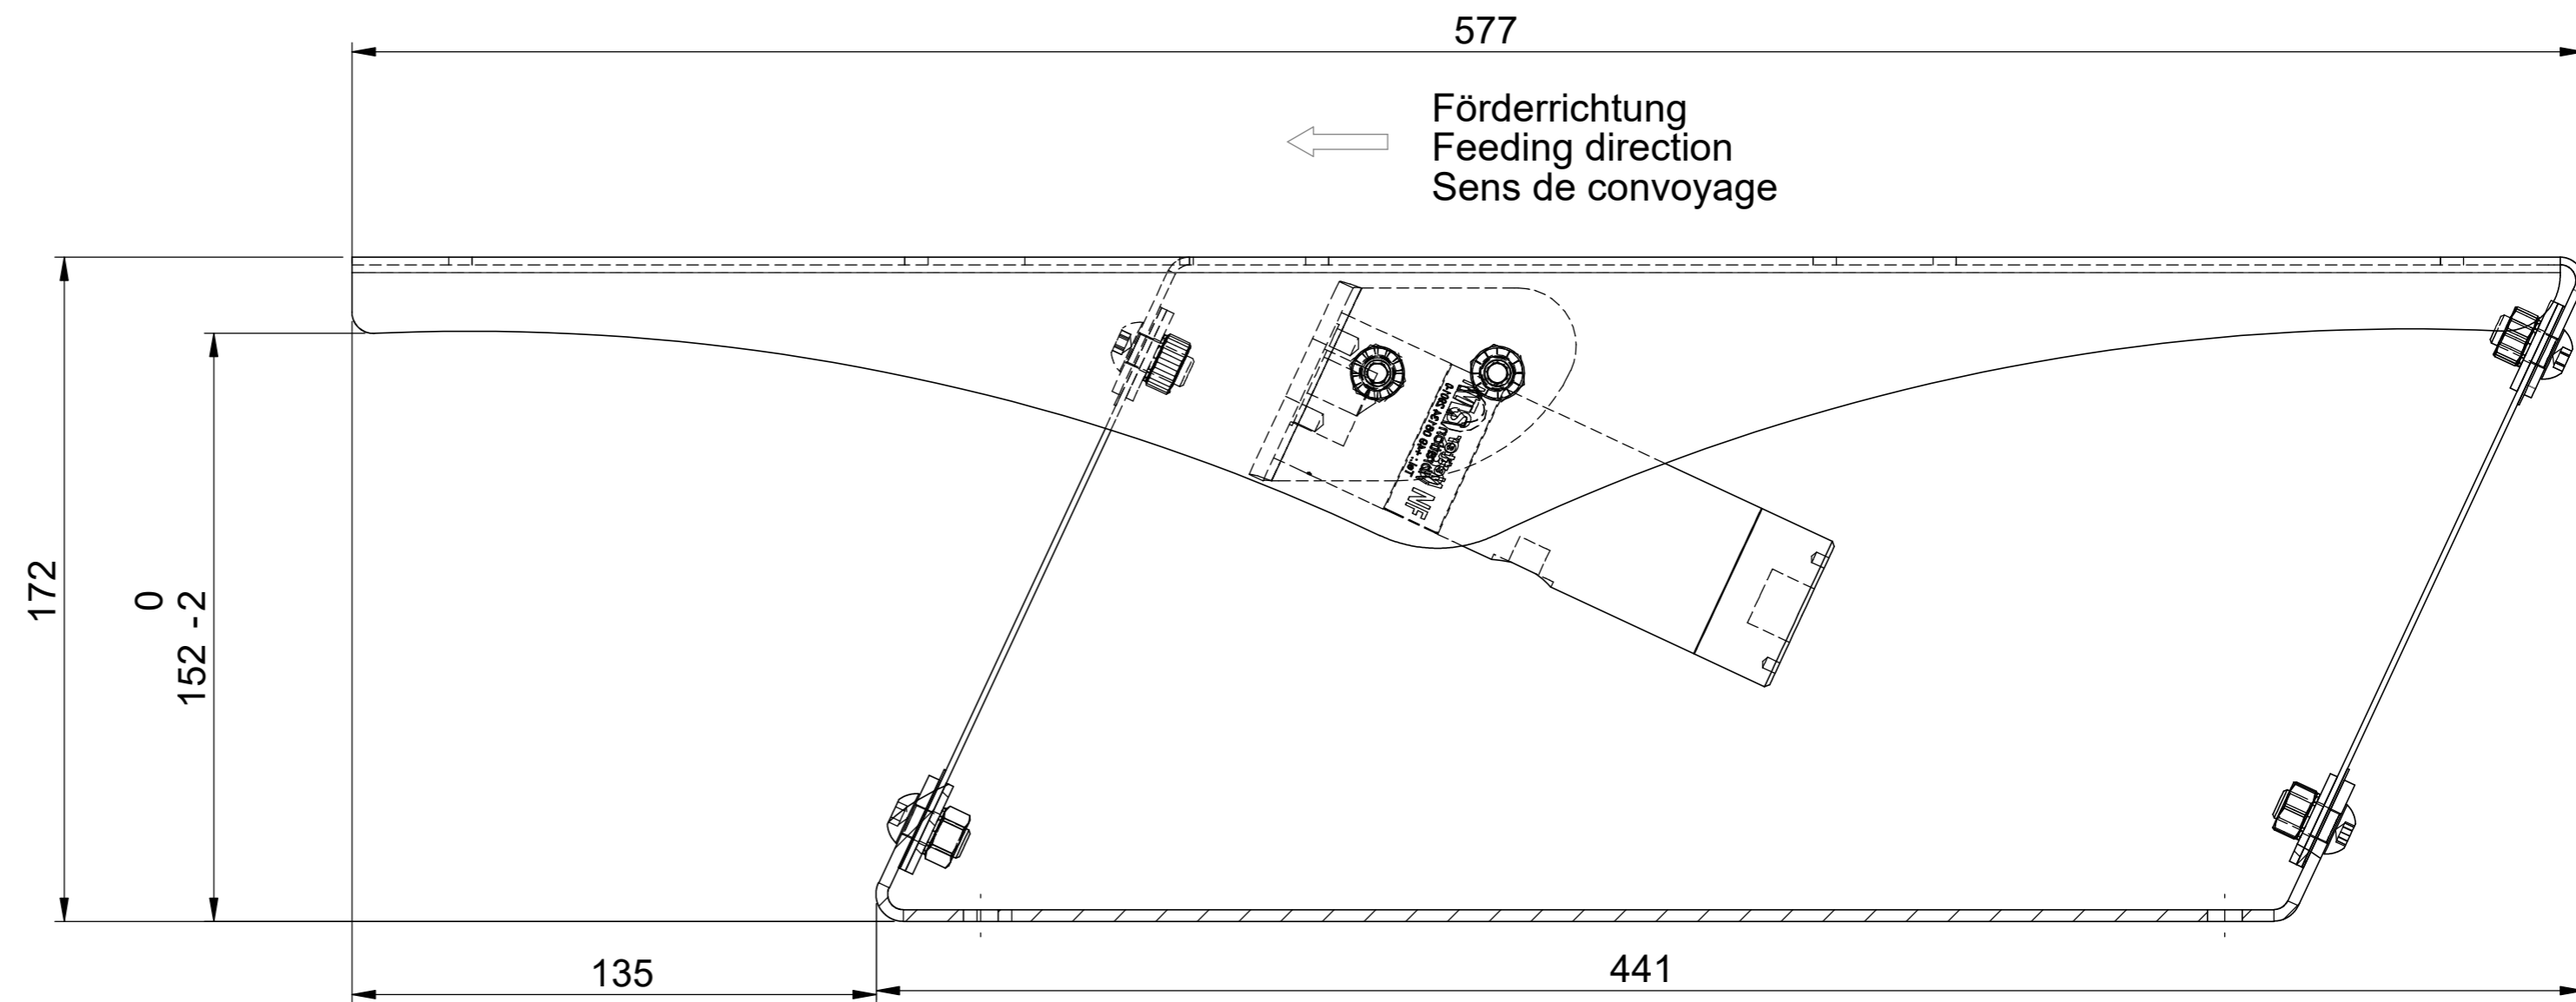 577
Förderrichtung
Feeding direction
Sens de convoyage
172
0
152 -2
135
441